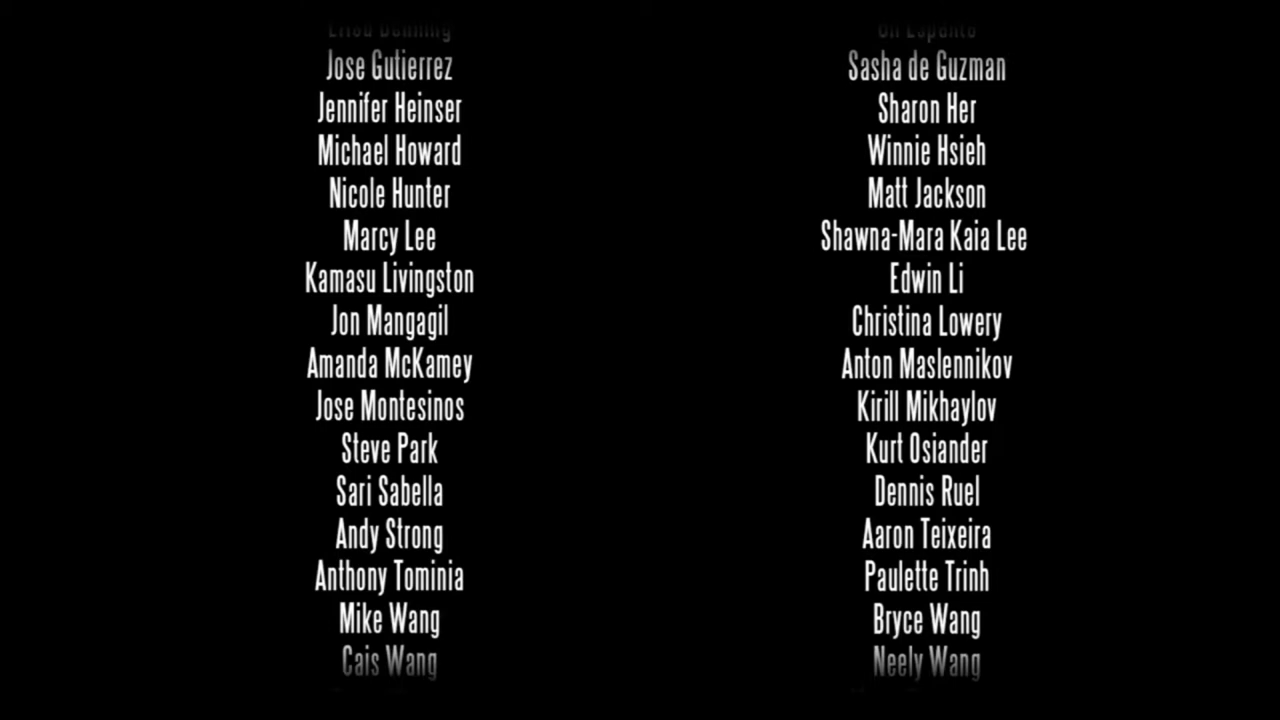 Jose Gutierrez
Jennifer Heinser
Michael Howard
Nicole Hunter
Marcy Lee
Kamasu Livingston
Jon Mangagil
Amanda McKamey
Jose Montesinos
Steve Park
Sari Sabella
Andy Strong
Anthony Tominia
Mike Wang
Cais Wang
Sasha de Guzman
Sharon Her
Winnie Hsieh
Matt Jackson
Shawna-Mara Kaia Lee
Edwin Li
Christina Lowery
Anton Maslennikov
Kirill Mikhaylov
Kurt Osiander
Dennis Ruel
Aaron Teixeira
Paulette Trinh
Bryce Wang
Neely Wang